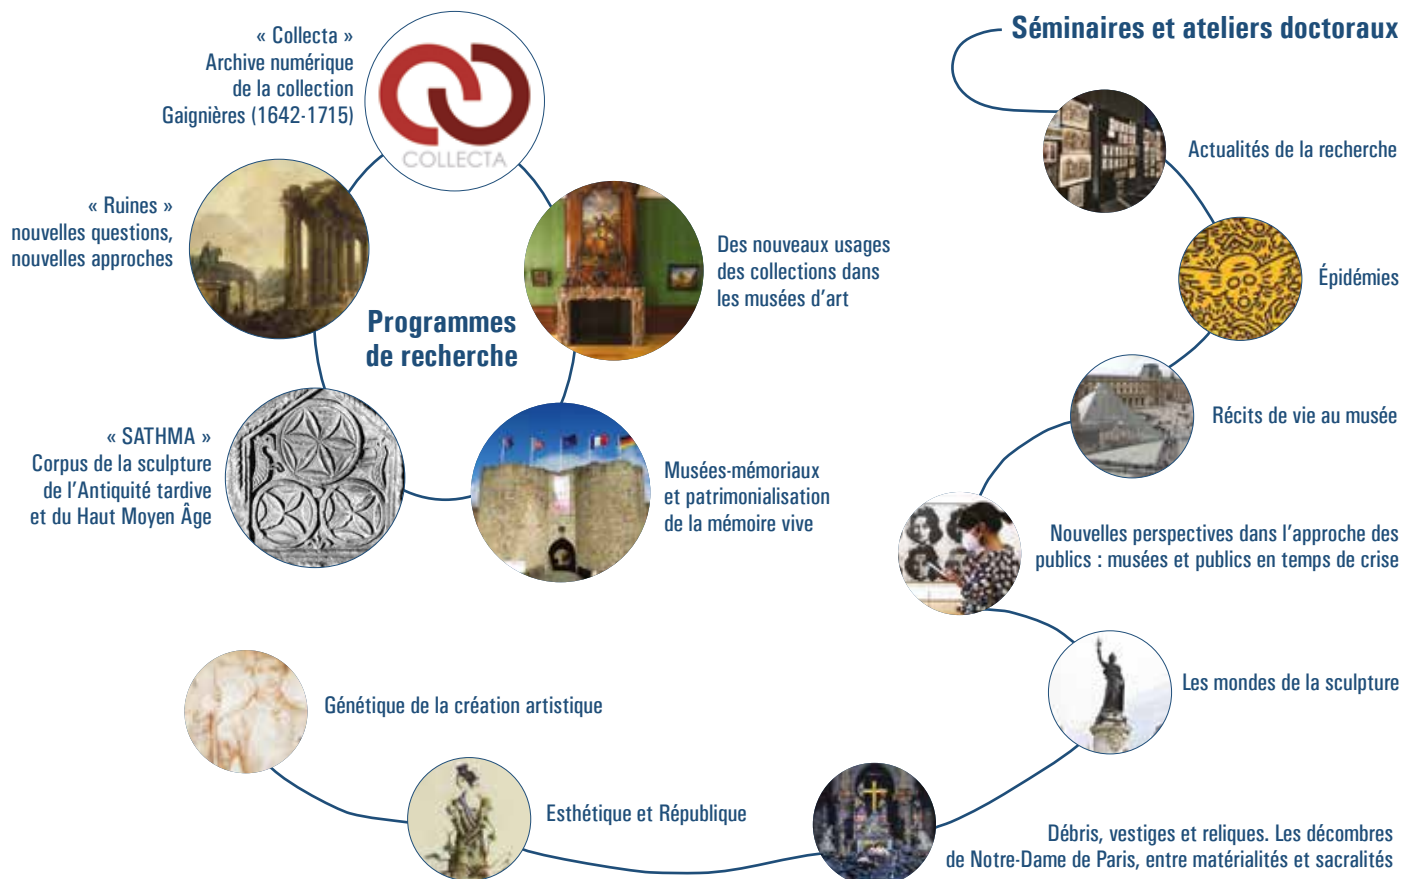 « Collecta »
Archive numérique
de la collection
Gaignières (1642-1715)
COLLECTA
« Ruines »
nouvelles questions,
nouvelles approches
Des nouveaux usages
des collections dans
les musées d’art
Programmes
de recherche
« SATHMA »
Corpus de la sculpture
de l’Antiquité tardive
et du Haut Moyen Âge
Musées-mémoriaux
et patrimonialisation
de la mémoire vive
Séminaires et ateliers doctoraux
Actualités de la recherche
Épidémies
Récits de vie au musée
Nouvelles perspectives dans l’approche des
publics : musées et publics en temps de crise
Les mondes de la sculpture
Débris, vestiges et reliques. Les décombres
de Notre-Dame de Paris, entre matérialités et sacralités
Esthétique et République
Génétique de la création artistique